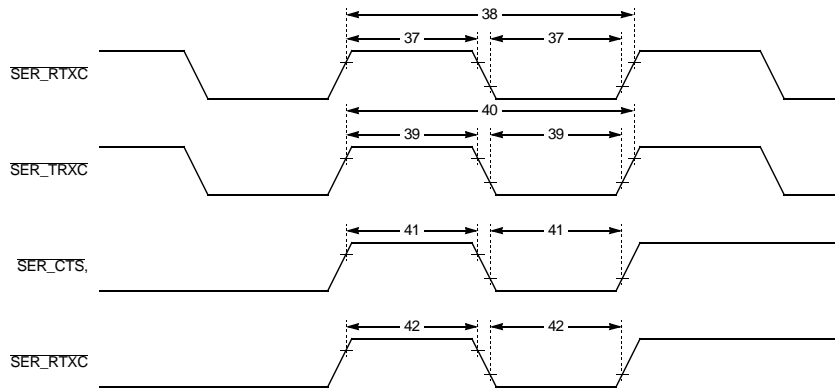 38
37 37
SER_RTXC
40
39 39
SER_TRXC
41 41
SER_CTS,
42 42
SER_RTXC